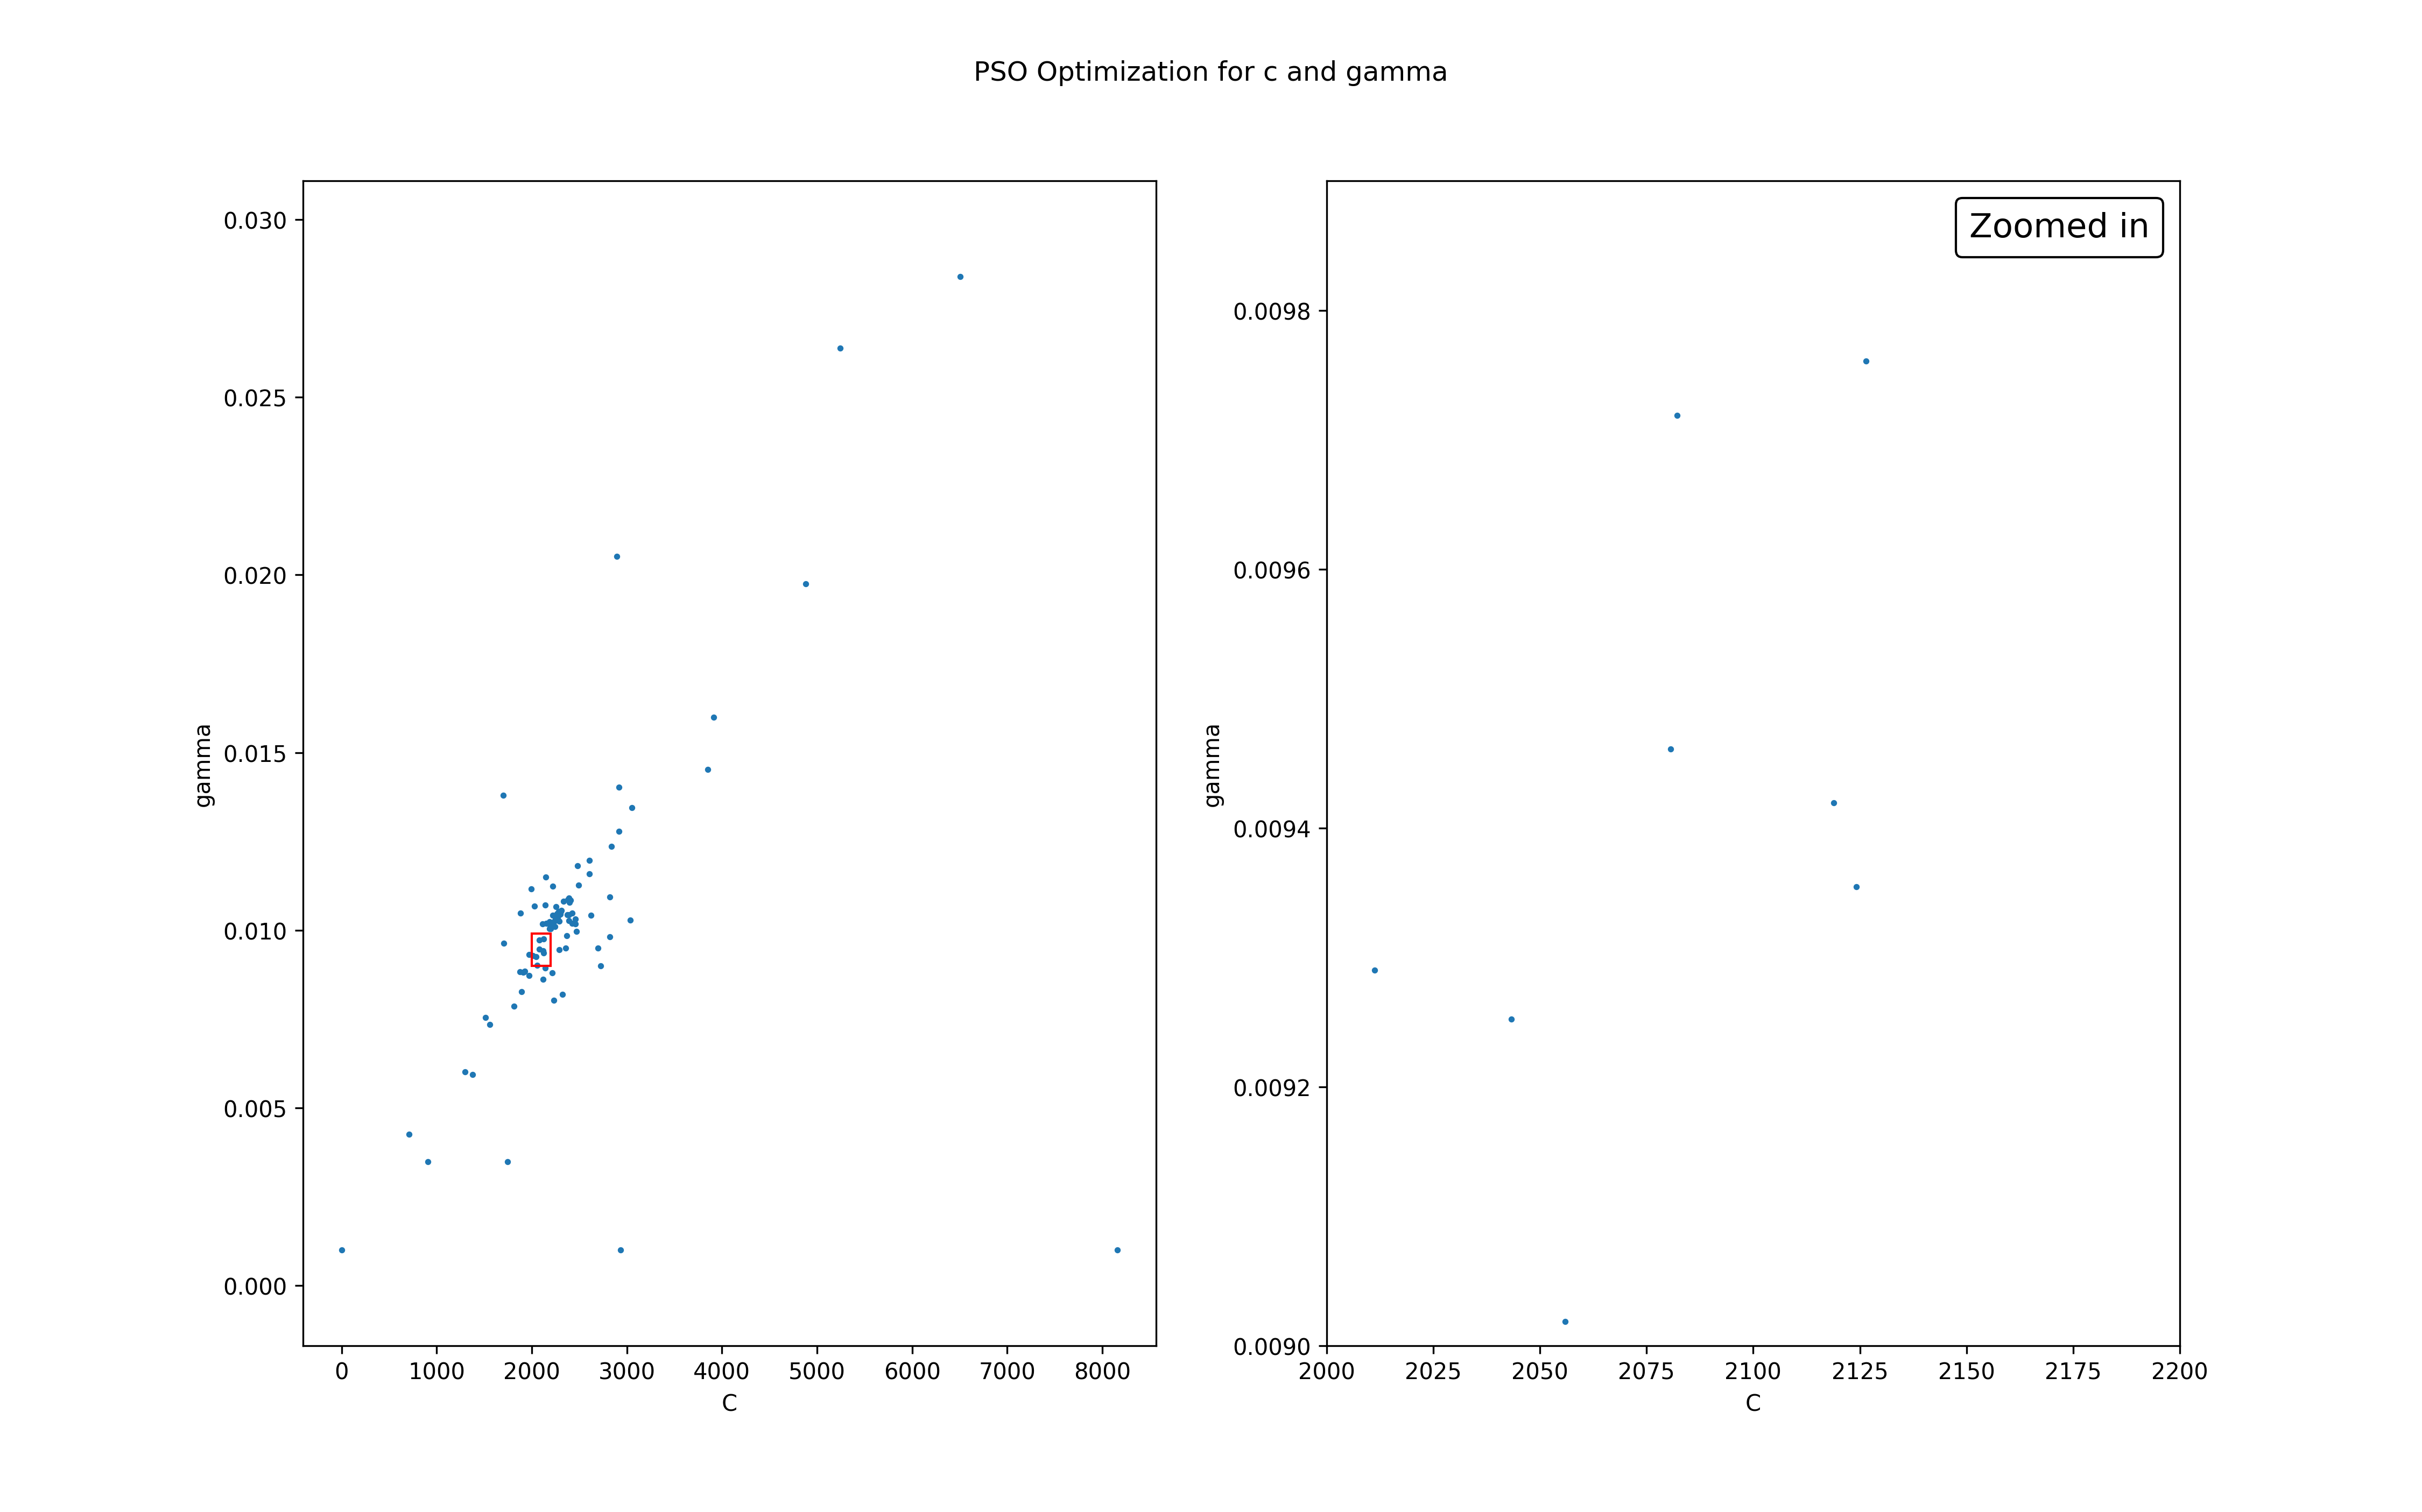 PSO Optimization for c and gamma
0.030
0.025
0.020
0.015
0.010
0.005
0.000
gamma
0 1000 2000 3000 4000 5000 6000 7000 8000
C
Zoomed in
0.0098
0.0096
0.0094
0.0092
0.0090
gamma
2000 2025 2050 2075 2100 2125 2150 2175 2200
C